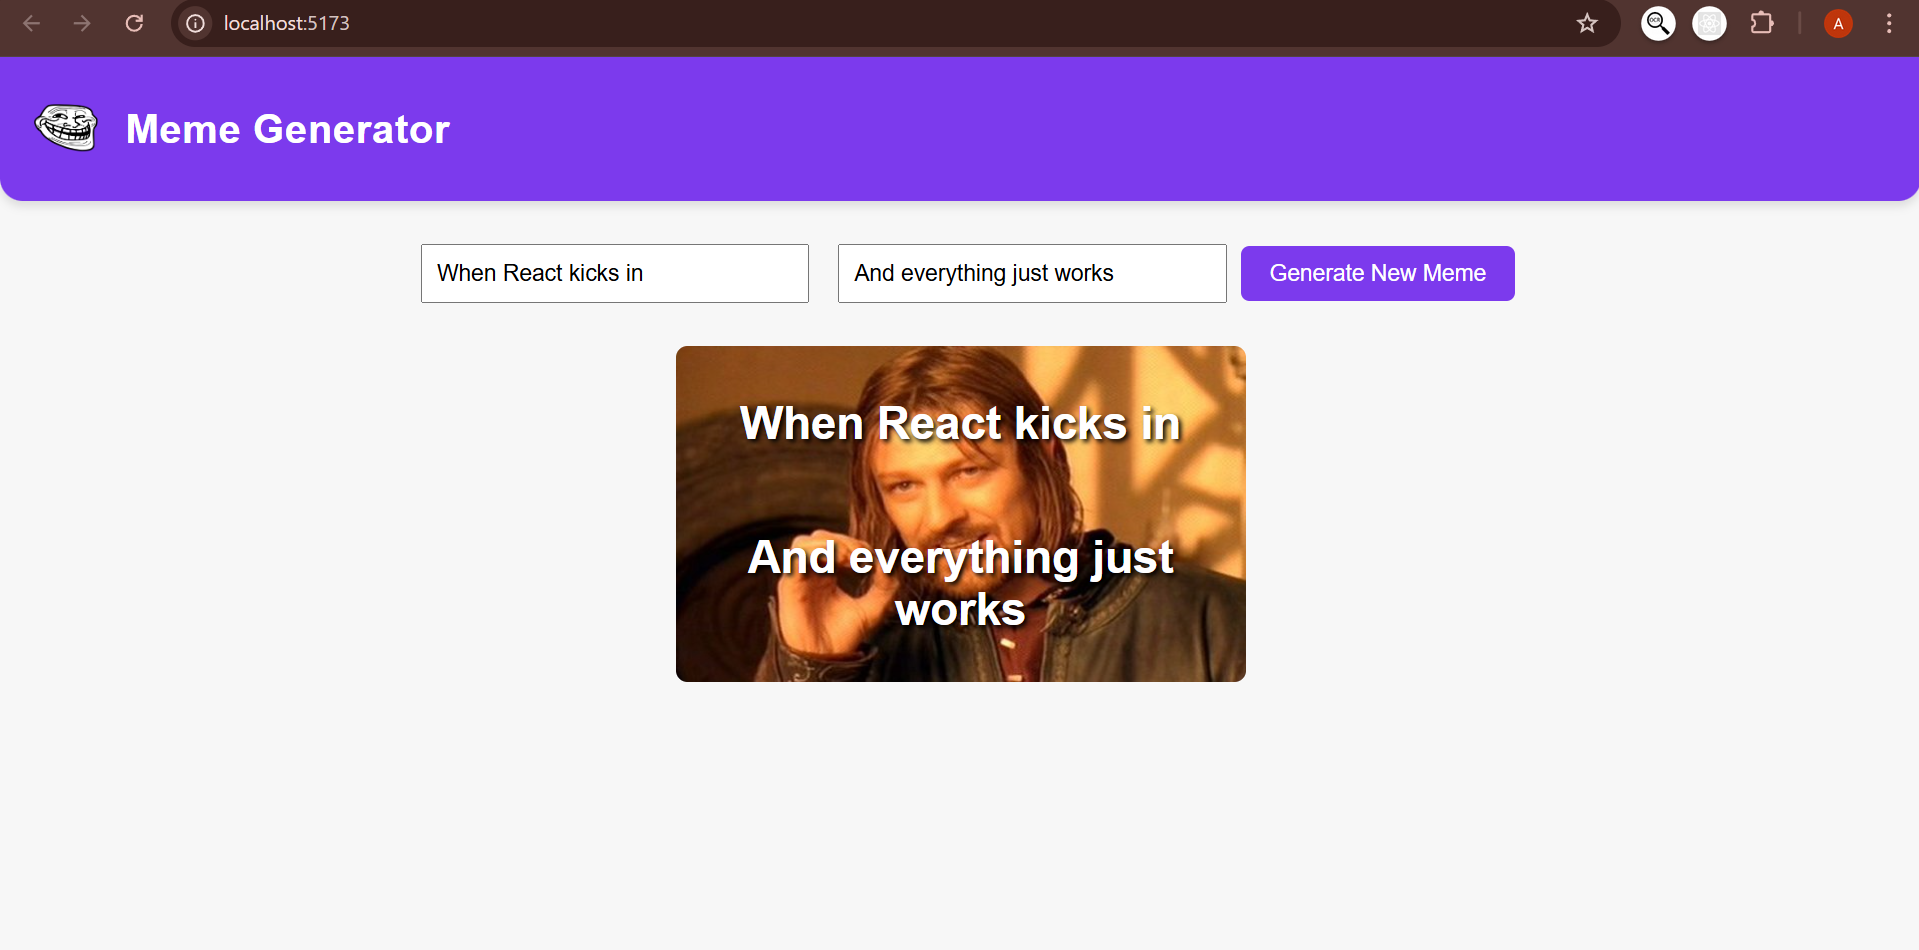 localhost:5173
A
Meme Generator
When React kicks in
And everything just works
Generate New Meme
When React kicks in
And everything just
works